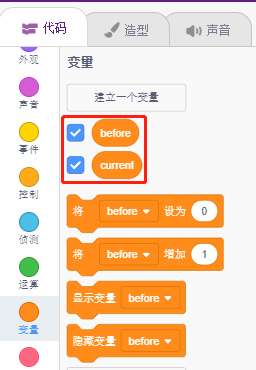 代码
造型
声音
外观
声音
事件
控制
侦测
运算
变量
变量
建立一个变量
before
current
将 before 设为 0
将 before 增加 1
显示变量 before
隐藏变量 before